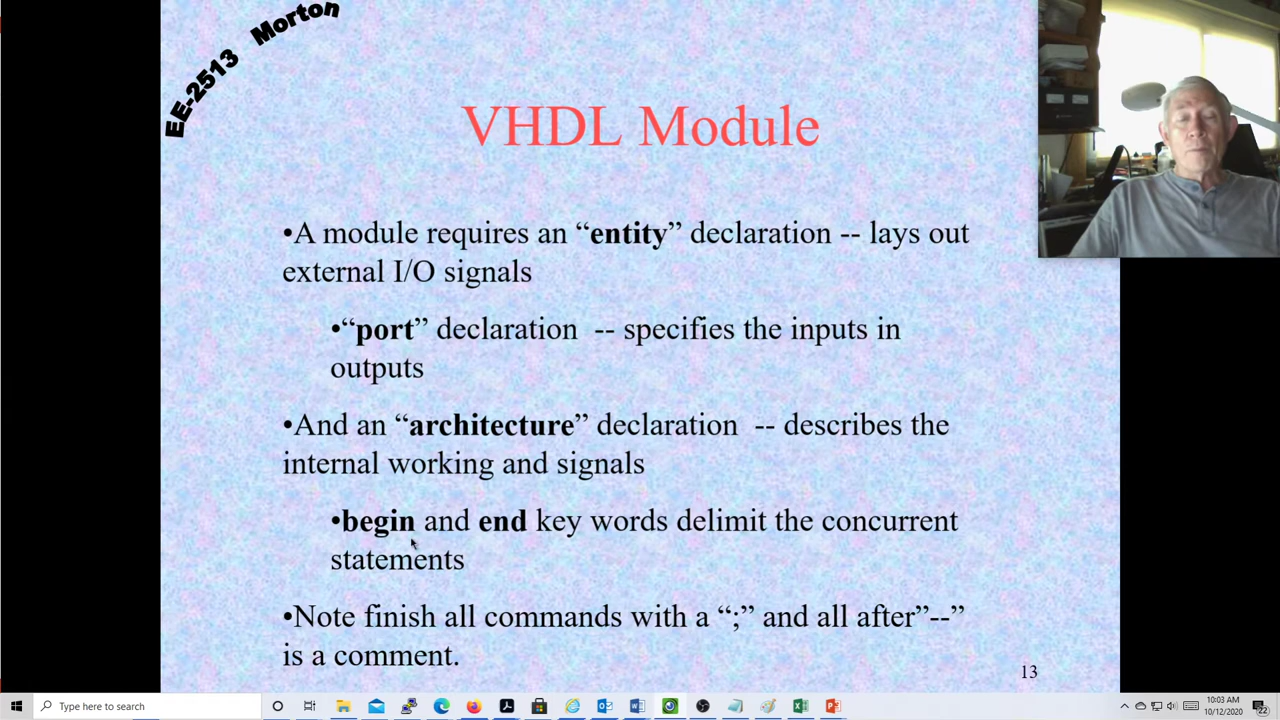 EE-2513 Morton
VHDL Module
•A module requires an “entity” declaration -- lays out
external I/O signals
•“port” declaration -- specifies the inputs in
outputs
•And an “architecture” declaration -- describes the
internal working and signals
•begin and end key words delimit the concurrent
statements
•Note finish all commands with a “;” and all after”--”
is a comment.
13
Type here to search
10:03 AM
10/12/2020
22